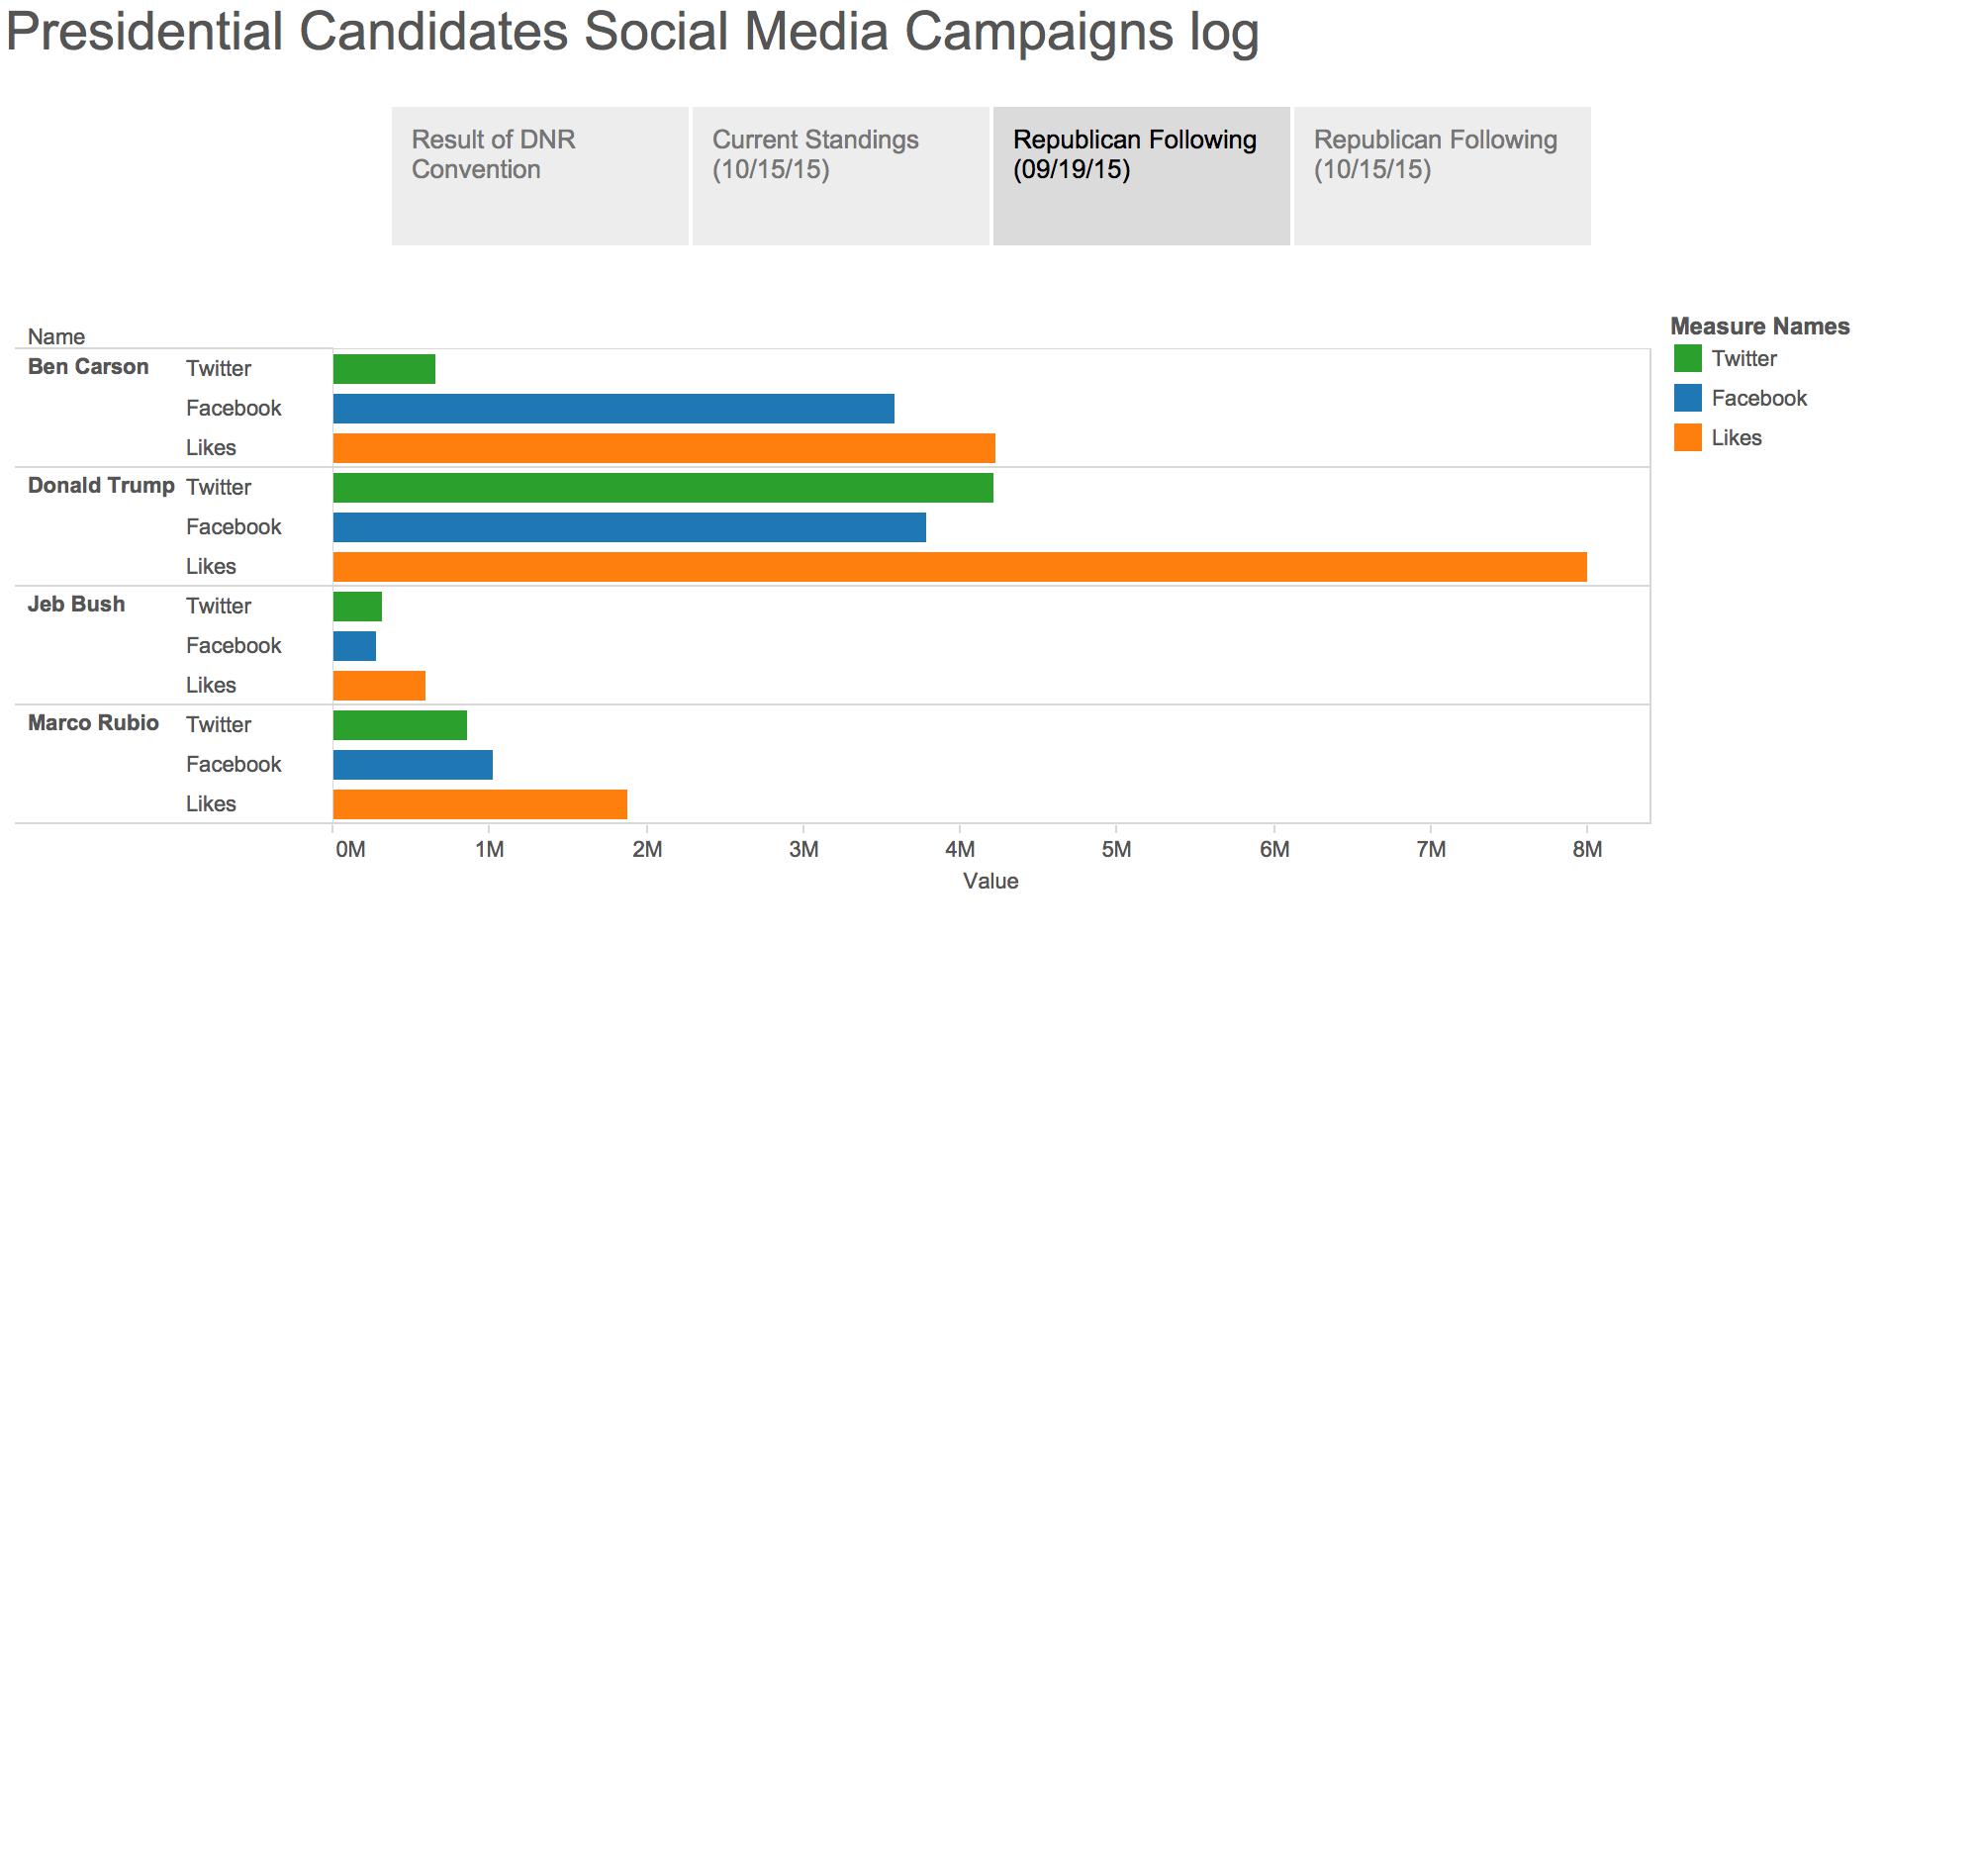 Presidential Candidates Social Media Campaigns log
Result of DNR
Convention
Current Standings
(10/15/15)
Republican Following
(09/19/15)
Republican Following
(10/15/15)
Name
Ben Carson Twitter
Facebook
Likes
Donald Trump Twitter
Facebook
Likes
Jeb Bush Twitter
Facebook
Likes
Marco Rubio Twitter
Facebook
Likes
0M 1M 2M 3M 4M 5M 6M 7M 8M
Value
Measure Names
Twitter
Facebook
Likes